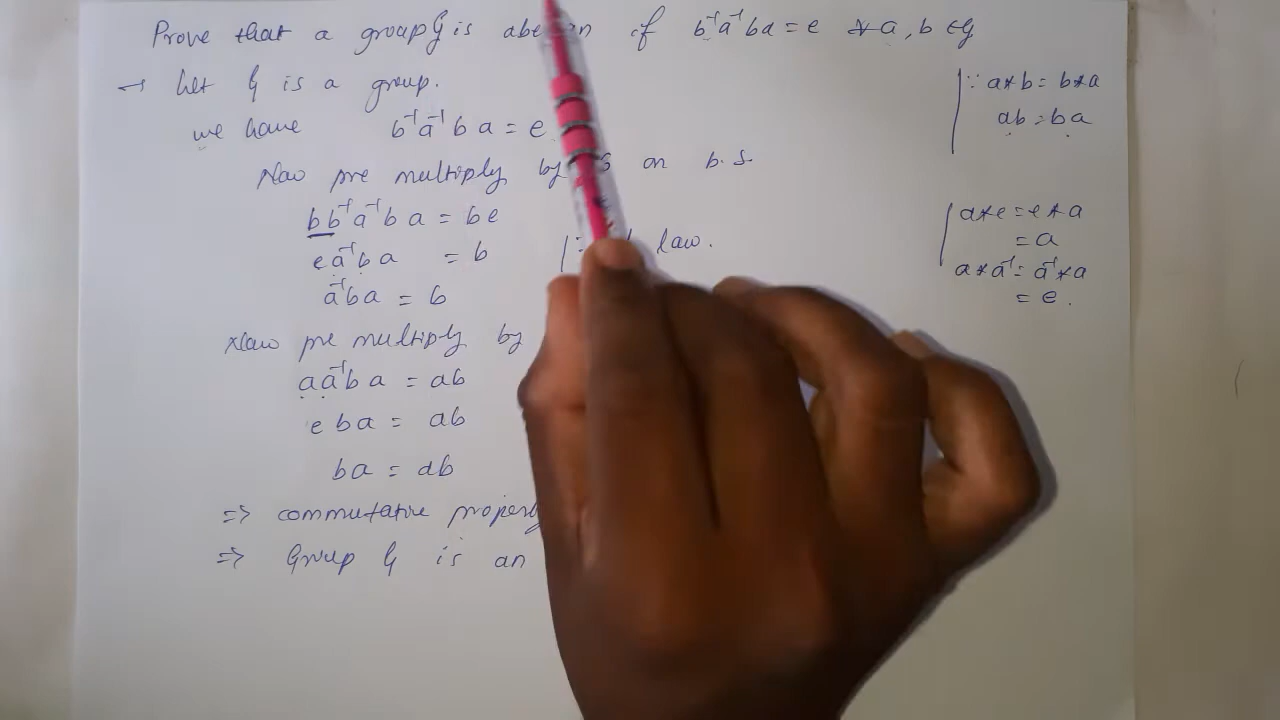 Prove that a group G is if b⁻¹a⁻¹ba = e ∀ a, b ∈ G
→ Let G is a group.
we have b⁻¹a⁻¹ba = e
Now pre multiply by on b.s.
bb⁻¹a⁻¹ba = be
ea⁻¹ba = b law.
a⁻¹ba = b
Now pre multiply by
aa⁻¹ba = ab
eba = ab
ba = ab
⇒ commutative property
⇒ Group G is an
∵ a*b = b*a
ab = ba
a*e = e*a
= a
a*a⁻¹ = a⁻¹*a
= e.